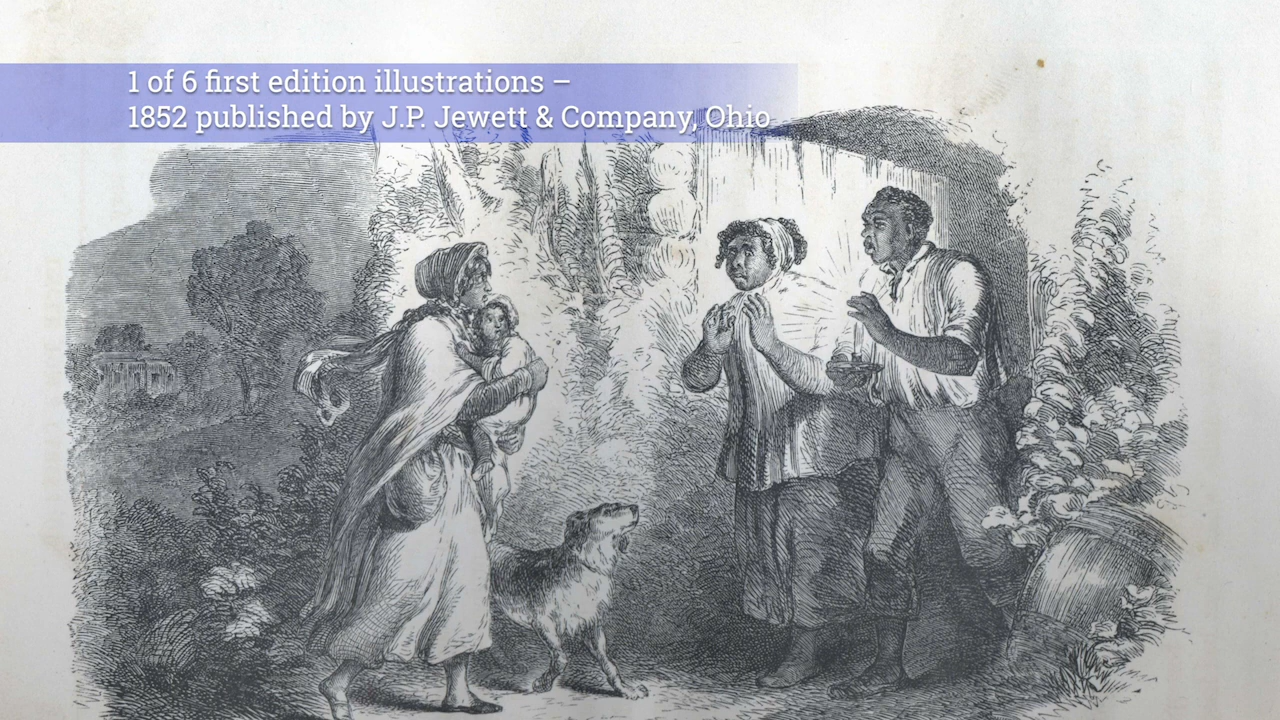 1 of 6 first edition illustrations –
1852 published by J.P. Jewett & Company, Ohio